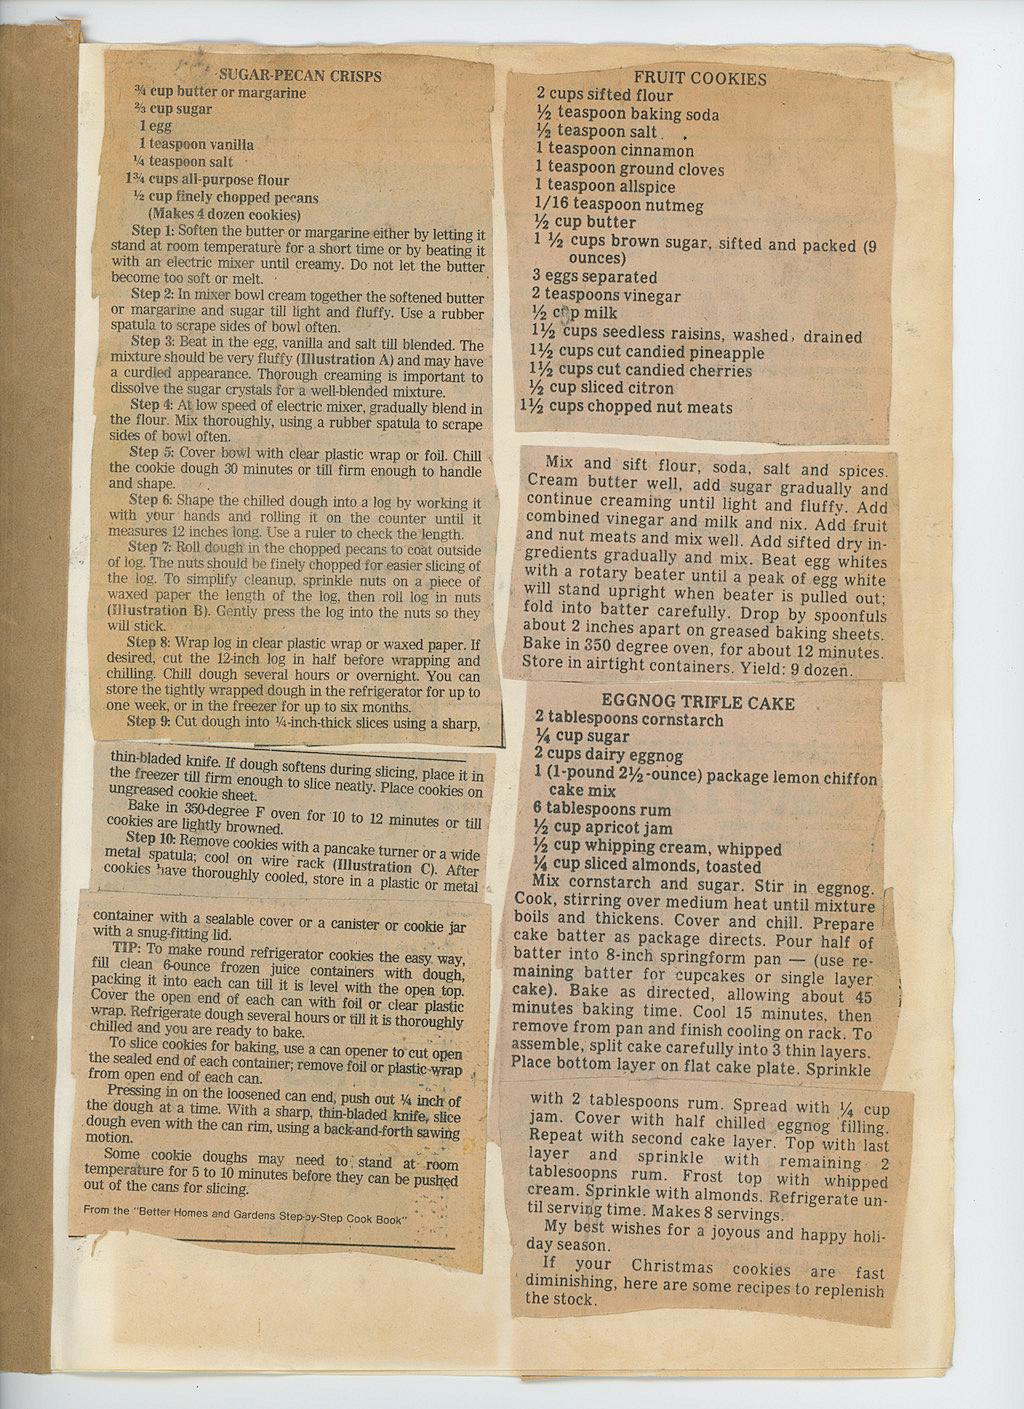 SUGAR-PECAN CRISPS
¾ cup butter or margarine
⅔ cup sugar
1 egg
1 teaspoon vanilla
¼ teaspoon salt
1¾ cups all-purpose flour
½ cup finely chopped pecans
(Makes 4 dozen cookies)
Step 1: Soften the butter or margarine either by letting it
stand at room temperature for a short time or by beating it
with an electric mixer until creamy. Do not let the butter
become too soft or melt.
Step 2: In mixer bowl cream together the softened butter
or margarine and sugar till light and fluffy. Use a rubber
spatula to scrape sides of bowl often.
Step 3: Beat in the egg, vanilla and salt till blended. The
mixture should be very fluffy (Illustration A) and may have
a curdled appearance. Thorough creaming is important to
dissolve the sugar crystals for a well-blended mixture.
Step 4: At low speed of electric mixer, gradually blend in
the flour. Mix thoroughly, using a rubber spatula to scrape
sides of bowl often.
Step 5: Cover bowl with clear plastic wrap or foil. Chill
the cookie dough 30 minutes or till firm enough to handle
and shape.
Step 6: Shape the chilled dough into a log by working it
with your hands and rolling it on the counter until it
measures 12 inches long. Use a ruler to check the length.
Step 7: Roll dough in the chopped pecans to coat outside
of log. The nuts should be finely chopped for easier slicing of
the log. To simplify cleanup, sprinkle nuts on a piece of
waxed paper the length of the log, then roll log in nuts
(Illustration B). Gently press the log into the nuts so they
will stick.
Step 8: Wrap log in clear plastic wrap or waxed paper. If
desired, cut the 12-inch log in half before wrapping and
chilling. Chill dough several hours or overnight. You can
store the tightly wrapped dough in the refrigerator for up to
one week, or in the freezer for up to six months.
Step 9: Cut dough into ¼-inch-thick slices using a sharp,
thin-bladed knife. If dough softens during slicing, place it in
the freezer till firm enough to slice neatly. Place cookies on
ungreased cookie sheet.
Bake in 350-degree F oven for 10 to 12 minutes or till
cookies are lightly browned.
Step 10: Remove cookies with a pancake turner or a wide
metal spatula; cool on wire rack (Illustration C). After
cookies have thoroughly cooled, store in a plastic or metal
container with a sealable cover or a canister or cookie jar
with a snug-fitting lid.
TIP: To make round refrigerator cookies the easy way,
fill clean 6-ounce frozen juice containers with dough,
packing it into each can till it is level with the open top.
Cover the open end of each can with foil or clear plastic
wrap. Refrigerate dough several hours or till it is thoroughly
chilled and you are ready to bake.
To slice cookies for baking, use a can opener to cut open
the sealed end of each container; remove foil or plastic wrap
from open end of each can.
Pressing in on the loosened can end, push out ¼ inch of
the dough at a time. With a sharp, thin-bladed knife, slice
dough even with the can rim, using a back-and-forth sawing
motion.
Some cookie doughs may need to stand at room
temperature for 5 to 10 minutes before they can be pushed
out of the cans for slicing.
From the "Better Homes and Gardens Step-by-Step Cook Book"
FRUIT COOKIES
2 cups sifted flour
½ teaspoon baking soda
½ teaspoon salt
1 teaspoon cinnamon
1 teaspoon ground cloves
1 teaspoon allspice
1/16 teaspoon nutmeg
½ cup butter
1 ½ cups brown sugar, sifted and packed (9
ounces)
3 eggs separated
2 teaspoons vinegar
½ cup milk
1½ cups seedless raisins, washed, drained
1½ cups cut candied pineapple
1½ cups cut candied cherries
½ cup sliced citron
1½ cups chopped nut meats
Mix and sift flour, soda, salt and spices.
Cream butter well, add sugar gradually and
continue creaming until light and fluffy. Add
combined vinegar and milk and nix. Add fruit
and nut meats and mix well. Add sifted dry in-
gredients gradually and mix. Beat egg whites
with a rotary beater until a peak of egg white
will stand upright when beater is pulled out;
fold into batter carefully. Drop by spoonfuls
about 2 inches apart on greased baking sheets.
Bake in 350 degree oven, for about 12 minutes.
Store in airtight containers. Yield: 9 dozen.
EGGNOG TRIFLE CAKE
2 tablespoons cornstarch
¼ cup sugar
2 cups dairy eggnog
1 (1-pound 2½-ounce) package lemon chiffon
cake mix
6 tablespoons rum
½ cup apricot jam
½ cup whipping cream, whipped
¼ cup sliced almonds, toasted
Mix cornstarch and sugar. Stir in eggnog.
Cook, stirring over medium heat until mixture
boils and thickens. Cover and chill. Prepare
cake batter as package directs. Pour half of
batter into 8-inch springform pan — (use re-
maining batter for cupcakes or single layer
cake). Bake as directed, allowing about 45
minutes baking time. Cool 15 minutes, then
remove from pan and finish cooling on rack. To
assemble, split cake carefully into 3 thin layers.
Place bottom layer on flat cake plate. Sprinkle
with 2 tablespoons rum. Spread with ¼ cup
jam. Cover with half chilled eggnog filling.
Repeat with second cake layer. Top with last
layer and sprinkle with remaining 2
tablesoopns rum. Frost top with whipped
cream. Sprinkle with almonds. Refrigerate un-
til serving time. Makes 8 servings.
My best wishes for a joyous and happy holi-
day season.
If your Christmas cookies are fast
diminishing, here are some recipes to replenish
the stock.